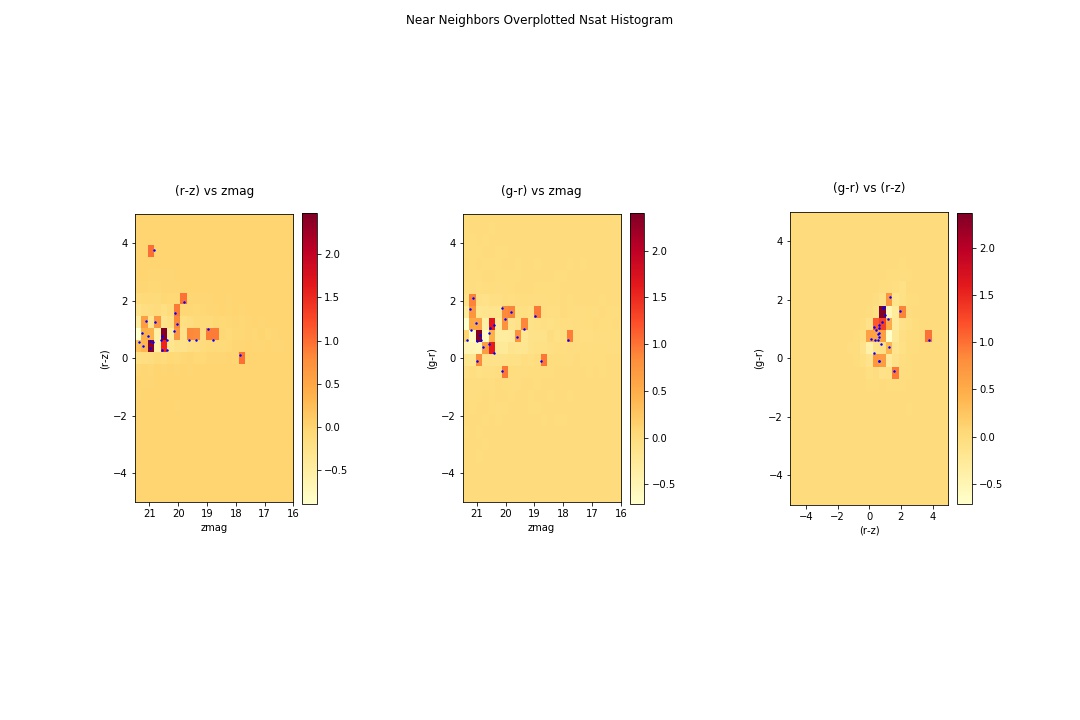 Near Neighbors Overplotted Nsat Histogram
(r-z) vs zmag
(g-r) vs zmag
(g-r) vs (r-z)
(r-z)
4
2
0
−2
−4
21 20 19 18 17 16
zmag
2.0
1.5
1.0
0.5
0.0
−0.5
(g-r)
4
2
0
−2
−4
21 20 19 18 17 16
zmag
2.0
1.5
1.0
0.5
0.0
−0.5
(g-r)
4
2
0
−2
−4
−4 −2 0 2 4
(r-z)
2.0
1.5
1.0
0.5
0.0
−0.5